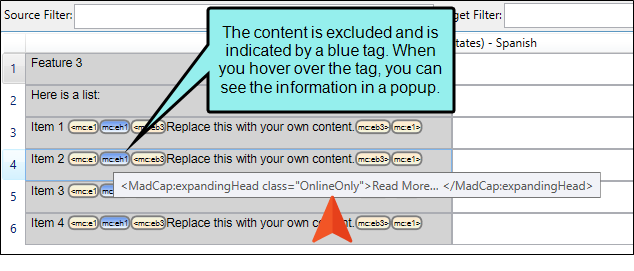 Source Filter:
get Filter:
The content is excluded and is
indicated by a blue tag. When
you hover over the tag, you can
see the information in a popup.
tates) - Spanish
1 Feature 3
2 Here is a list:
3 Item 1 <mc:e1 mc:eh1 <mc:eb3 Replace this with your own content. mc:eb3> mc:e1>
4 Item 2 <mc:e1 mc:eh1 <mc:eb3 Replace this with your own content. mc:eb3> mc:e1>
<MadCap:expandingHead class="OnlineOnly">Read More... </MadCap:expandingHead>
5 Item 3
6 Item 4 <mc:e1 mc:eh1 <mc:eb3 Replace this with your own content. mc:eb3> mc:e1>